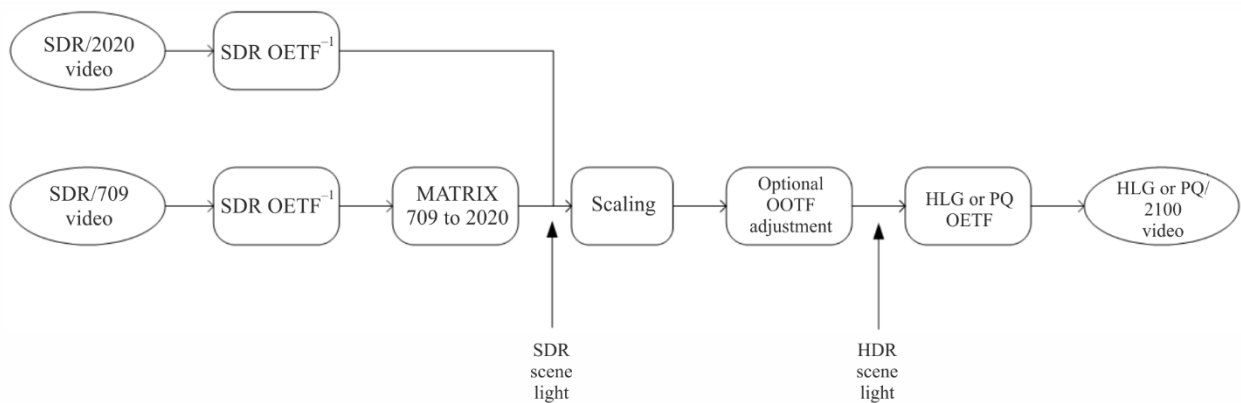 SDR/2020
video
SDR OETF⁻¹
SDR/709
video
SDR OETF⁻¹
MATRIX
709 to 2020
Scaling
Optional
OOTF
adjustment
HLG or PQ
OETF
HLG or PQ/
2100
video
SDR
scene
light
HDR
scene
light